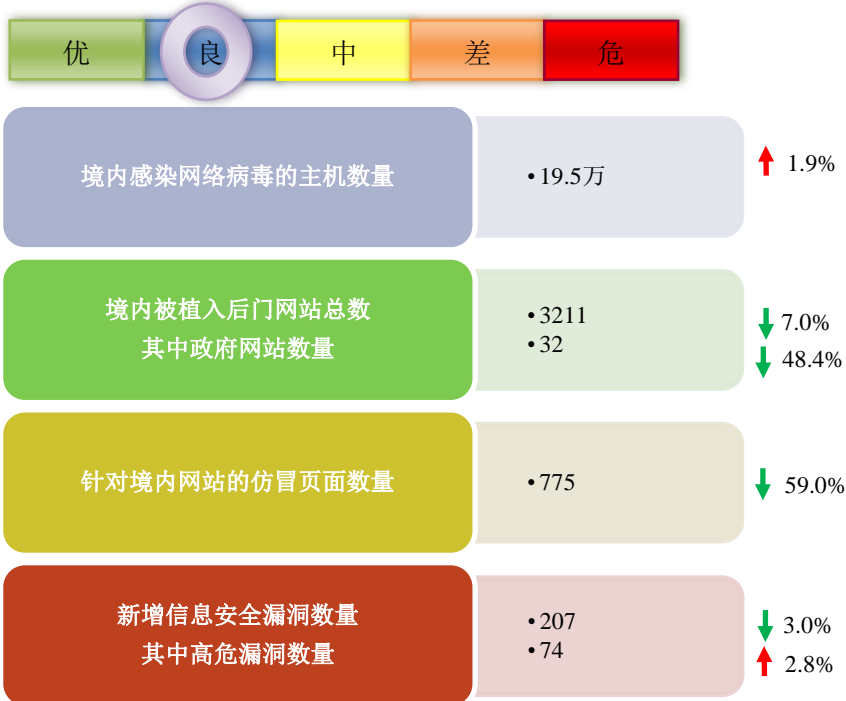 优 良 中 差 危
境内感染网络病毒的主机数量
•19.5万
1.9%
境内被植入后门网站总数
其中政府网站数量
•3211
•32
7.0%
48.4%
针对境内网站的仿冒页面数量
•775
59.0%
新增信息安全漏洞数量
其中高危漏洞数量
•207
•74
3.0%
2.8%